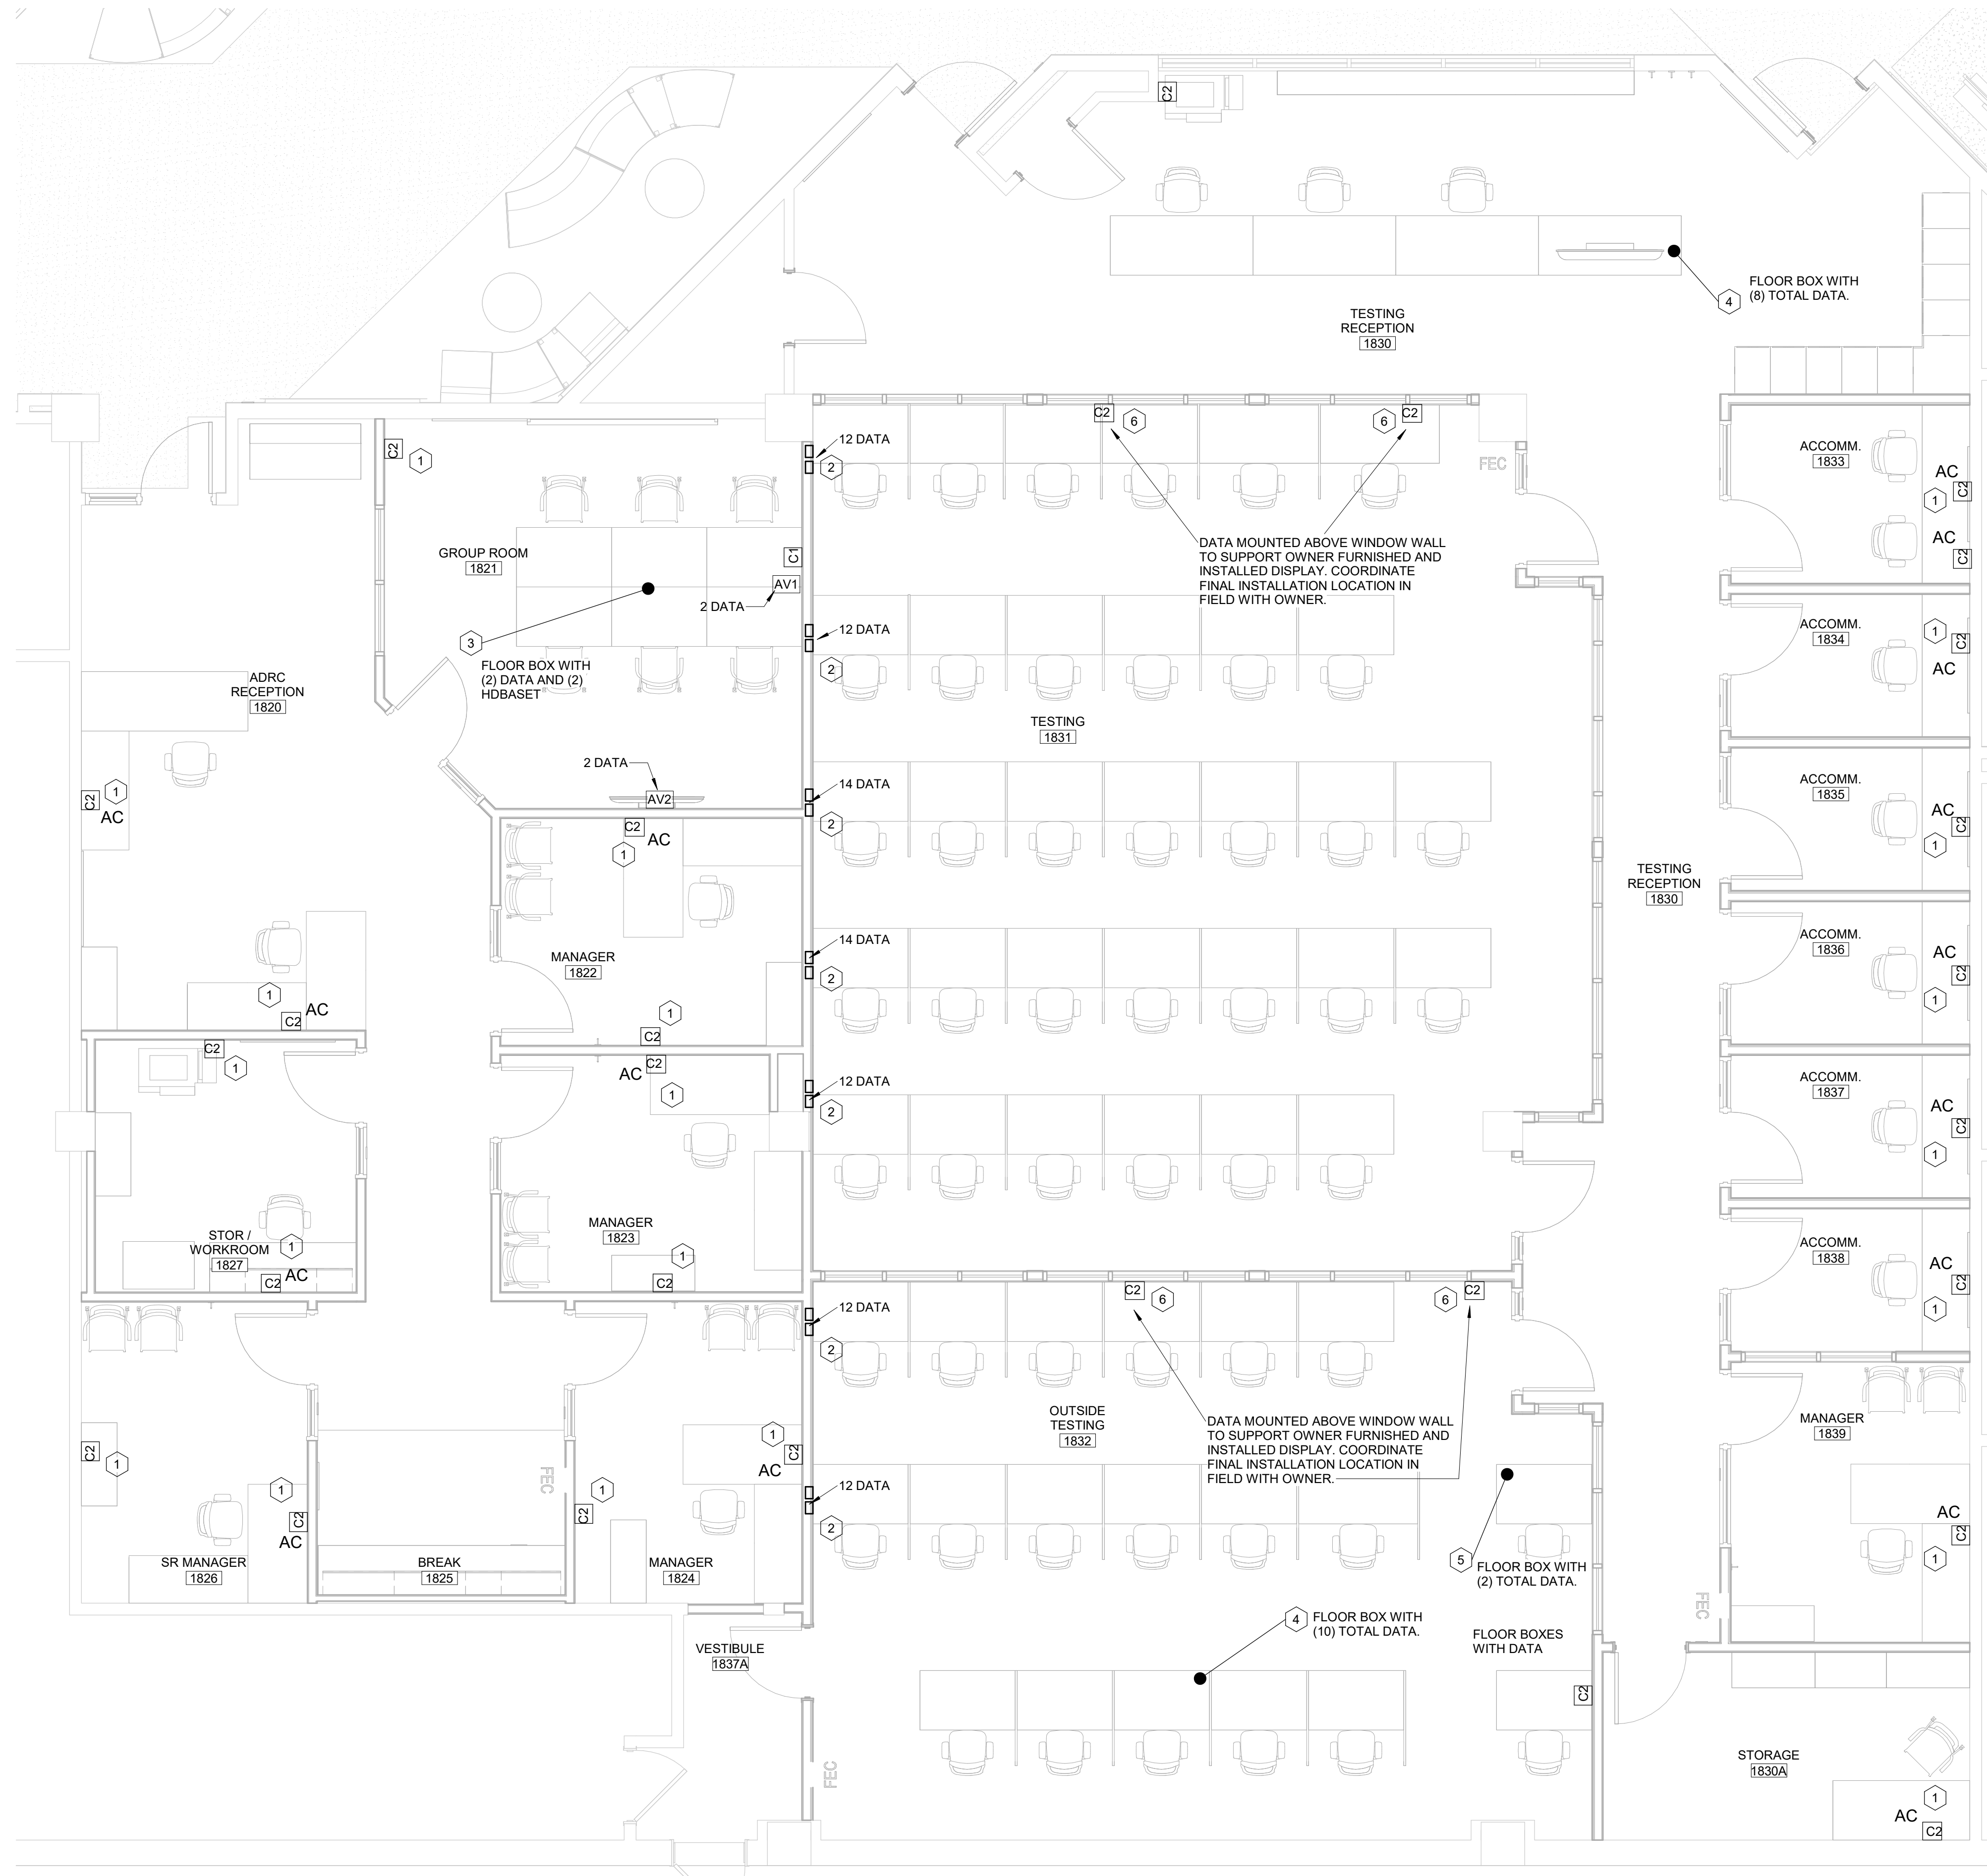 C2
FLOOR BOX WITH
(8) TOTAL DATA.
4
TESTING
RECEPTION
1830
C2
1
12 DATA
2
C2
6
6
C2
FEC
ACCOMM.
1833
AC
1
C2
AC
C2
GROUP ROOM
1821
C1
AV1
2 DATA
3
FLOOR BOX WITH
(2) DATA AND (2)
HDBASET
DATA MOUNTED ABOVE WINDOW WALL
TO SUPPORT OWNER FURNISHED AND
INSTALLED DISPLAY. COORDINATE
FINAL INSTALLATION LOCATION IN
FIELD WITH OWNER.
12 DATA
2
ACCOMM.
1834
1
C2
AC
ADRC
RECEPTION
1820
TESTING
1831
2 DATA
AV2
C2
1
AC
14 DATA
2
ACCOMM.
1835
AC
C2
1
C2
AC
1
TESTING
RECEPTION
1830
MANAGER
1822
14 DATA
2
ACCOMM.
1836
AC
C2
1
1
AC
C2
1
C2
C2
1
C2
AC
1
12 DATA
2
ACCOMM.
1837
AC
C2
1
STOR /
WORKROOM
1827
1
C2
AC
MANAGER
1823
1
C2
ACCOMM.
1838
AC
C2
1
C2
6
6
C2
12 DATA
2
C2
1
1
C2
AC
FEC
1
C2
1
C2
AC
12 DATA
2
OUTSIDE
TESTING
1832
DATA MOUNTED ABOVE WINDOW WALL
TO SUPPORT OWNER FURNISHED AND
INSTALLED DISPLAY. COORDINATE
FINAL INSTALLATION LOCATION IN
FIELD WITH OWNER.
MANAGER
1839
AC
C2
1
SR MANAGER
1826
BREAK
1825
MANAGER
1824
5
FLOOR BOX WITH
(2) TOTAL DATA.
FEC
4
FLOOR BOX WITH
(10) TOTAL DATA.
FLOOR BOXES
WITH DATA
VESTIBULE
1837A
C2
FEC
STORAGE
1830A
1
AC
C2